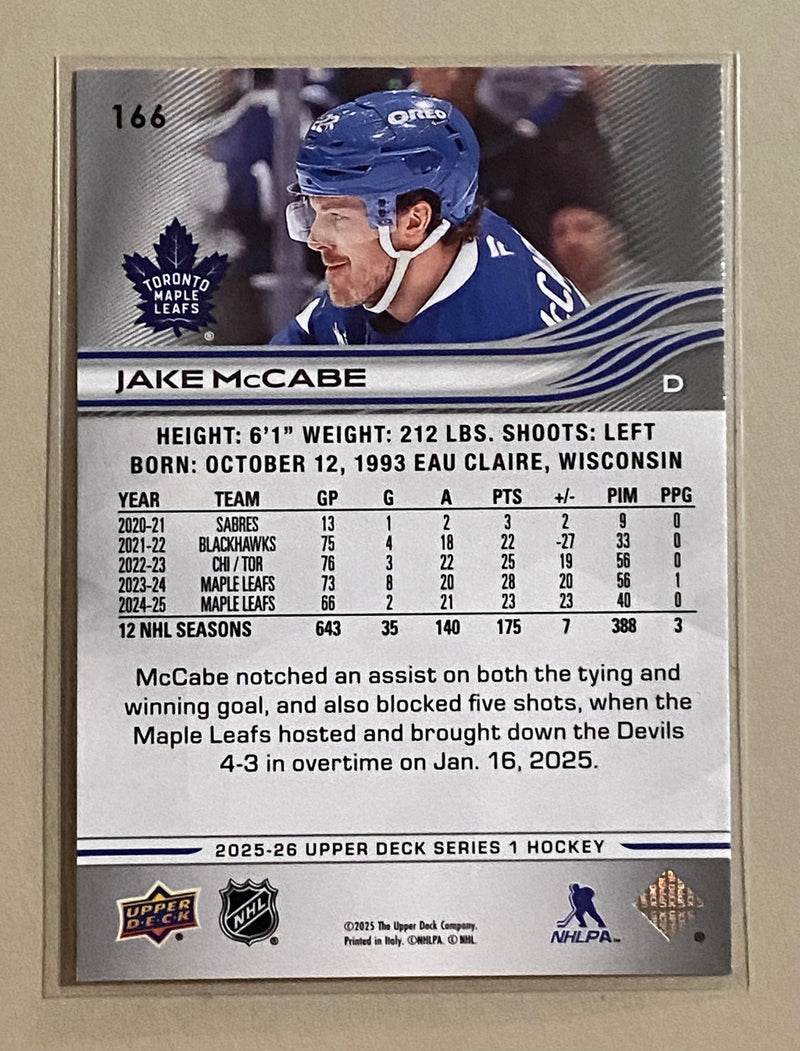 166
OREO
McCA
TORONTO
MAPLE
LEAFS
JAKE McCABE
D
HEIGHT: 6'1" WEIGHT: 212 LBS. SHOOTS: LEFT
BORN: OCTOBER 12, 1993 EAU CLAIRE, WISCONSIN
YEAR TEAM GP G A PTS +/- PIM PPG
2020-21 SABRES 13 1 2 3 2 9 0
2021-22 BLACKHAWKS 75 4 18 22 -27 33 0
2022-23 CHI / TOR 76 3 22 25 19 56 0
2023-24 MAPLE LEAFS 73 8 20 28 20 56 1
2024-25 MAPLE LEAFS 66 2 21 23 23 40 0
12 NHL SEASONS 643 35 140 175 7 388 3
McCabe notched an assist on both the tying and
winning goal, and also blocked five shots, when the
Maple Leafs hosted and brought down the Devils
4-3 in overtime on Jan. 16, 2025.
2025-26 UPPER DECK SERIES 1 HOCKEY
UPPER
D·E·C·K
NHL
©2025 The Upper Deck Company.
Printed in Italy. ©NHLPA. © NHL
NHLPA™